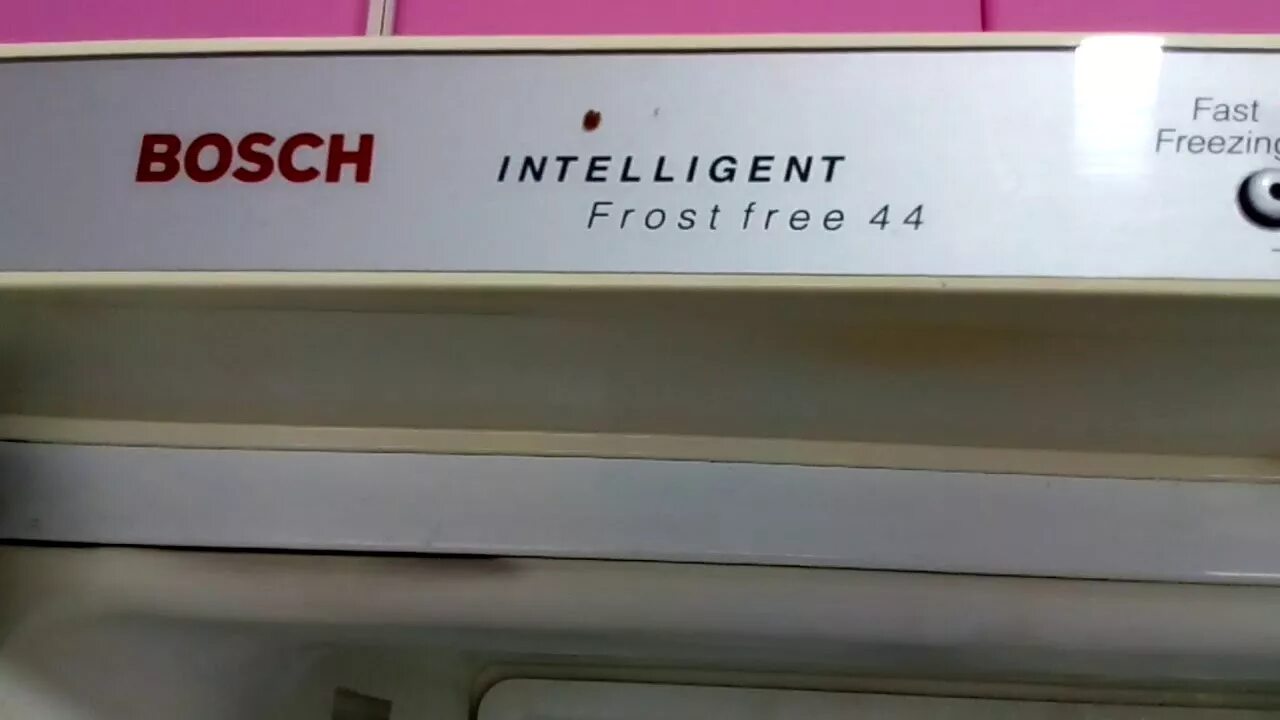 BOSCH
INTELLIGENT
Frost free 44
Fast
Freezing